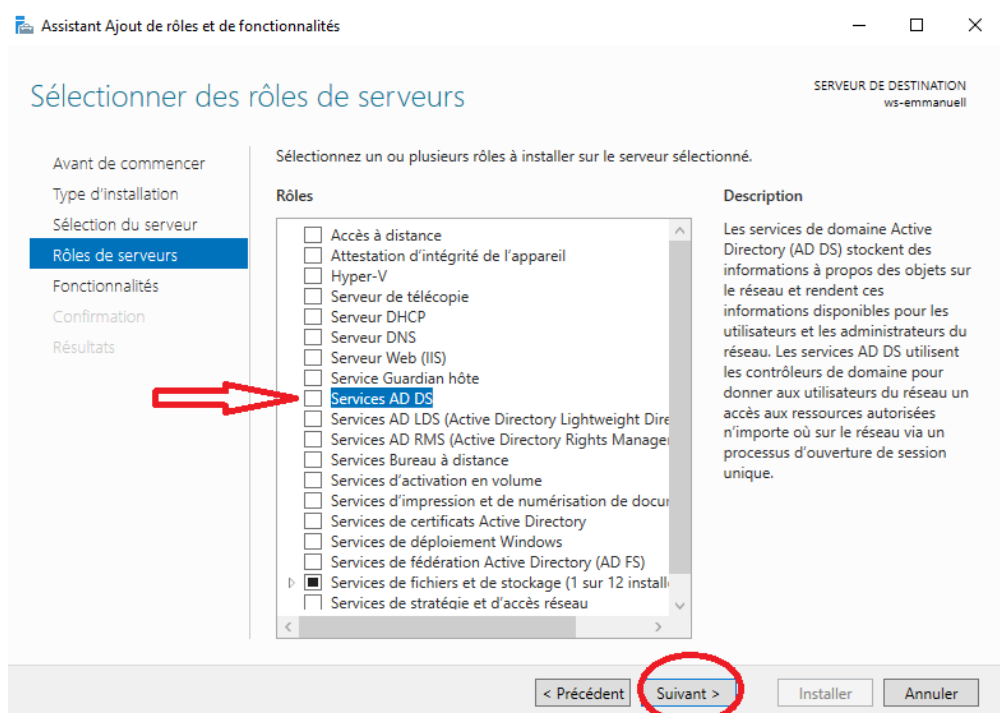 Assistant Ajout de rôles et de fonctionnalités
Sélectionner des rôles de serveurs
SERVEUR DE DESTINATION
ws-emmanuell
Avant de commencer
Type d'installation
Sélection du serveur
Rôles de serveurs
Fonctionnalités
Confirmation
Résultats
Sélectionnez un ou plusieurs rôles à installer sur le serveur sélectionné.
Rôles
Accès à distance
Attestation d'intégrité de l'appareil
Hyper-V
Serveur de télécopie
Serveur DHCP
Serveur DNS
Serveur Web (IIS)
Service Guardian hôte
Services AD DS
Services AD LDS (Active Directory Lightweight Dire
Services AD RMS (Active Directory Rights Manager
Services Bureau à distance
Services d'activation en volume
Services d'impression et de numérisation de docur
Services de certificats Active Directory
Services de déploiement Windows
Services de fédération Active Directory (AD FS)
Services de fichiers et de stockage (1 sur 12 install
Services de stratégie et d'accès réseau
Description
Les services de domaine Active
Directory (AD DS) stockent des
informations à propos des objets sur
le réseau et rendent ces
informations disponibles pour les
utilisateurs et les administrateurs du
réseau. Les services AD DS utilisent
les contrôleurs de domaine pour
donner aux utilisateurs du réseau un
accès aux ressources autorisées
n'importe où sur le réseau via un
processus d'ouverture de session
unique.
< Précédent
Suivant >
Installer
Annuler